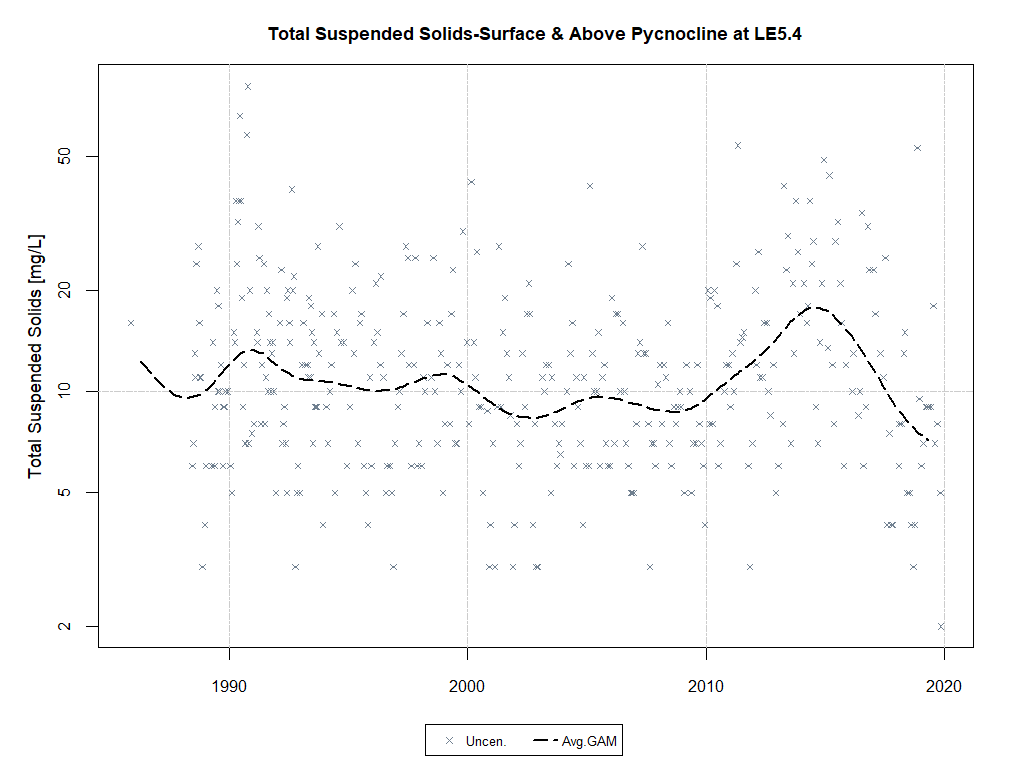 Total Suspended Solids-Surface & Above Pycnocline at LE5.4
Total Suspended Solids [mg/L]
50
20
10
5
2
1990 2000 2010 2020
Uncen. Avg.GAM